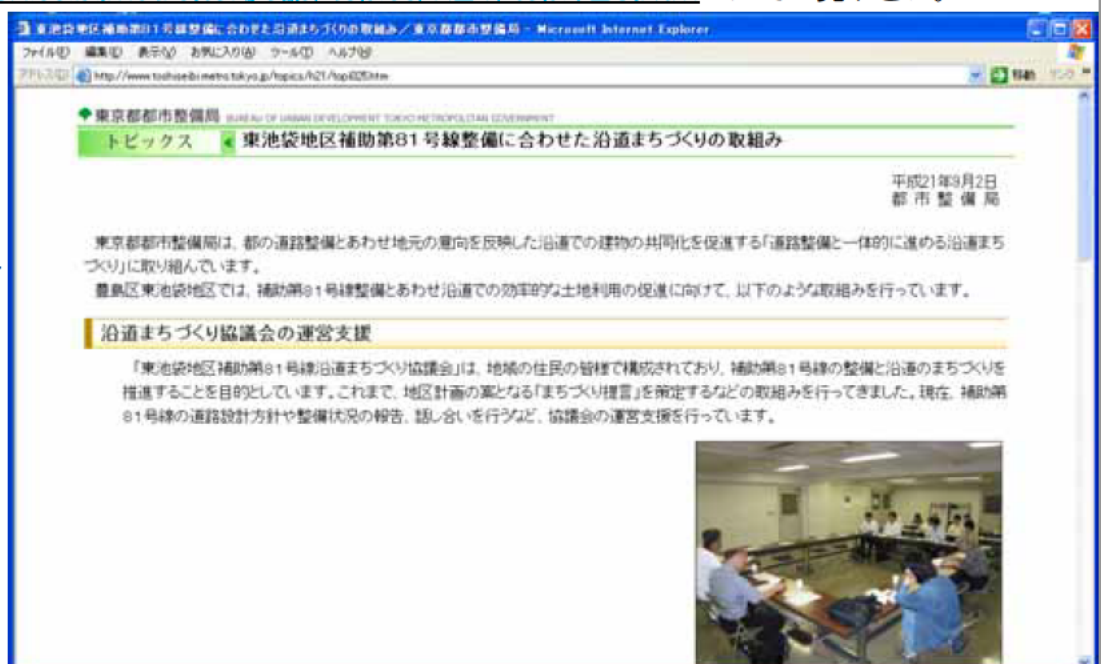 東池袋地区補助第81号線整備に合わせた沿道まちづくりの取組み／東京都都市整備局 - Microsoft Internet Explorer
ファイル(F) 編集(E) 表示(V) お気に入り(A) ツール(T) ヘルプ(H)
アドレス(D) 移動 リンク
東京都都市整備局 BUREAU OF URBAN DEVELOPMENT TOKYO METROPOLITAN GOVERNMENT
トピックス 東池袋地区補助第81号線整備に合わせた沿道まちづくりの取組み
平成21年9月2日
都市整備局
東京都都市整備局は、都の道路整備とあわせ地元の意向を反映した沿道での建物の共同化を促進する「道路整備と一体的に進める沿道まち
づくり」に取り組んでいます。
豊島区東池袋地区では、補助第81号線整備とあわせ沿道での効率的な土地利用の促進に向けて、以下のような取組みを行っています。
沿道まちづくり協議会の運営支援
「東池袋地区補助第81号線沿道まちづくり協議会」は、地域の住民の皆様で構成されており、補助第81号線の整備と沿道のまちづくりを
推進することを目的としています。これまで、地区計画の案となる「まちづくり提言」を策定するなどの取組みを行ってきました。現在、補助第
81号線の道路設計方針や整備状況の報告、話し合いを行うなど、協議会の運営支援を行っています。